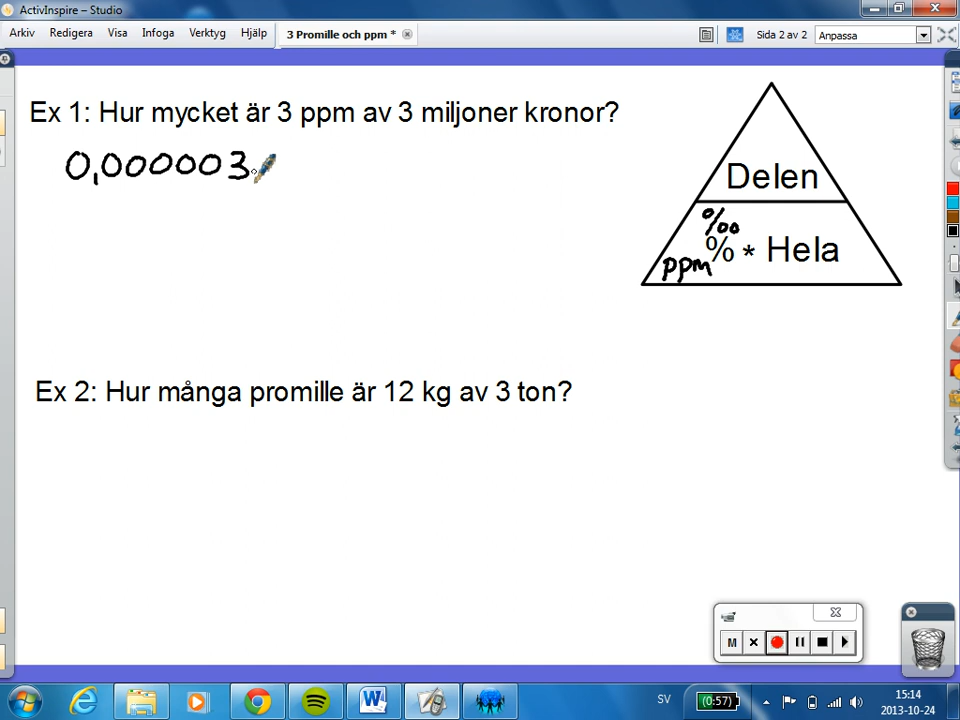 ActivInspire – Studio
Arkiv Redigera Visa Infoga Verktyg Hjälp 3 Promille och ppm * Sida 2 av 2 Anpassa
Ex 1: Hur mycket är 3 ppm av 3 miljoner kronor?
0,000003.
Delen
‰
% * Hela
ppm
Ex 2: Hur många promille är 12 kg av 3 ton?
M
SV (0:57) 15:14
2013-10-24